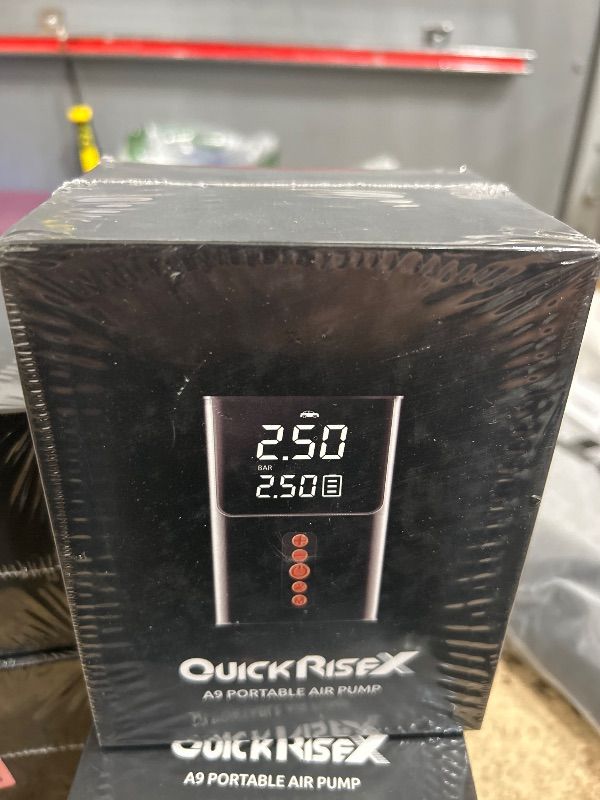 2.50
BAR
2.50
QUICKRISEX
A9 PORTABLE AIR PUMP
QUICKRISEX
A9 PORTABLE AIR PUMP